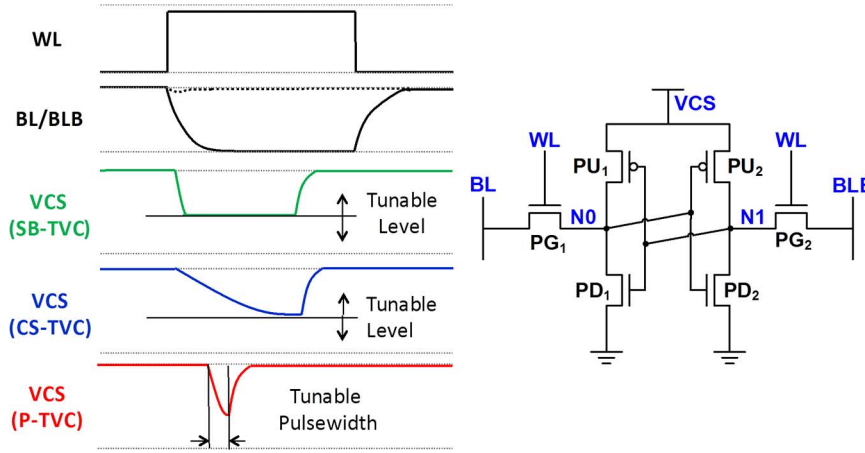 WL
BL/BLB
VCS
(SB-TVC)
Tunable
Level
VCS
(CS-TVC)
Tunable
Level
VCS
(P-TVC)
Tunable
Pulsewidth
VCS
WL
WL
PU1
PU2
BL
BLB
N0
N1
PG1
PG2
PD1
PD2